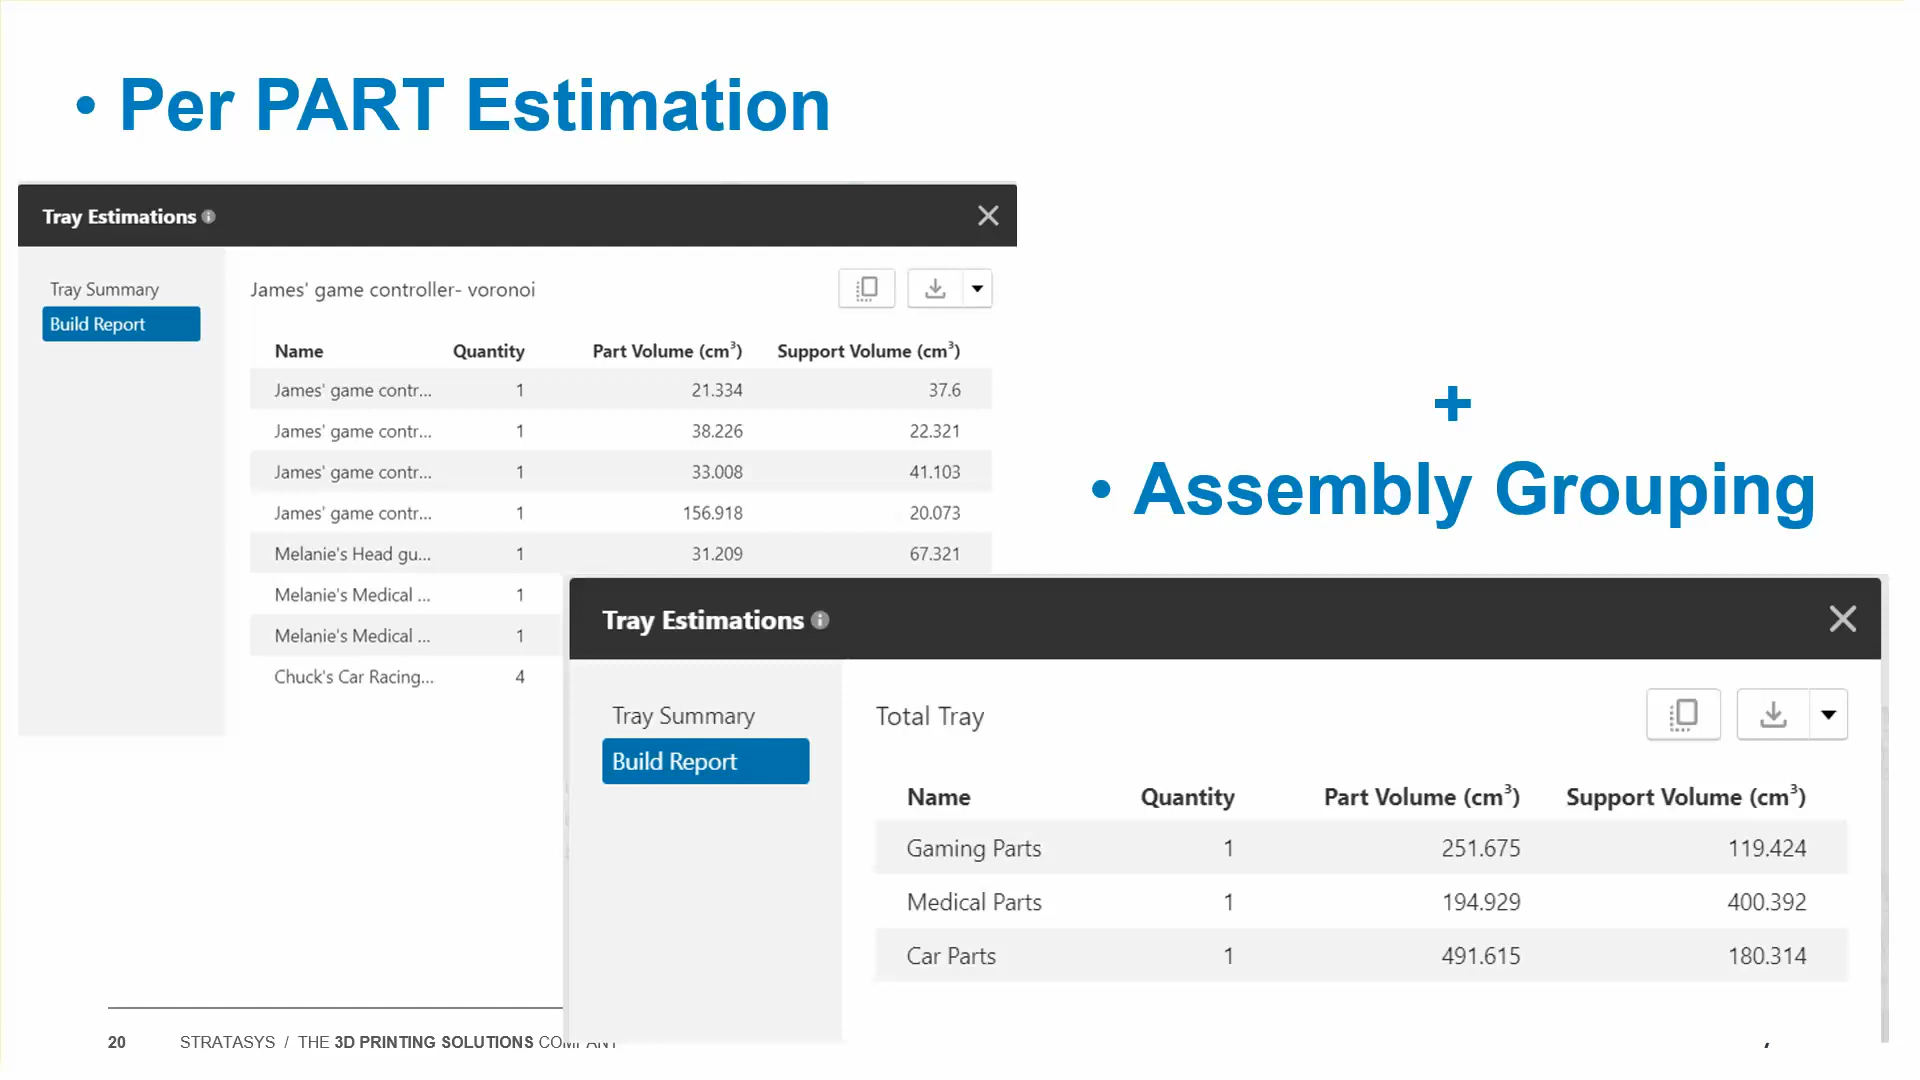 • Per PART Estimation
Tray Estimations
Tray Summary
Build Report
James' game controller- voronoi
Name Quantity Part Volume (cm³) Support Volume (cm³)
James' game contr... 1 21.334 37.6
James' game contr... 1 38.226 22.321
James' game contr... 1 33.008 41.103
James' game contr... 1 156.918 20.073
Melanie's Head gu... 1 31.209 67.321
Melanie's Medical ... 1
Melanie's Medical ... 1
Chuck's Car Racing... 4
+
• Assembly Grouping
Tray Estimations
Tray Summary
Build Report
Total Tray
Name Quantity Part Volume (cm³) Support Volume (cm³)
Gaming Parts 1 251.675 119.424
Medical Parts 1 194.929 400.392
Car Parts 1 491.615 180.314
20 STRATASYS / THE 3D PRINTING SOLUTIONS COMPANY